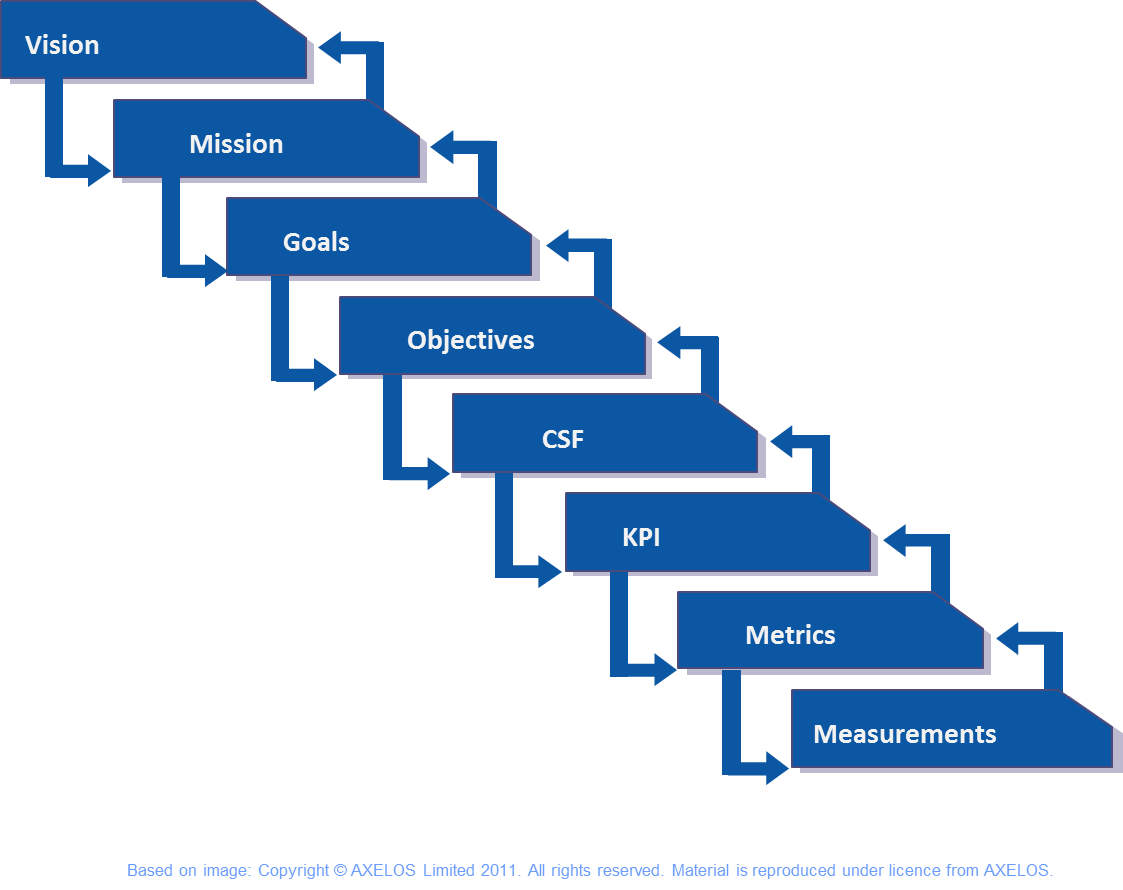 Vision
Mission
Goals
Objectives
CSF
KPI
Metrics
Measurements
Based on image: Copyright © AXELOS Limited 2011. All rights reserved. Material is reproduced under licence from AXELOS.